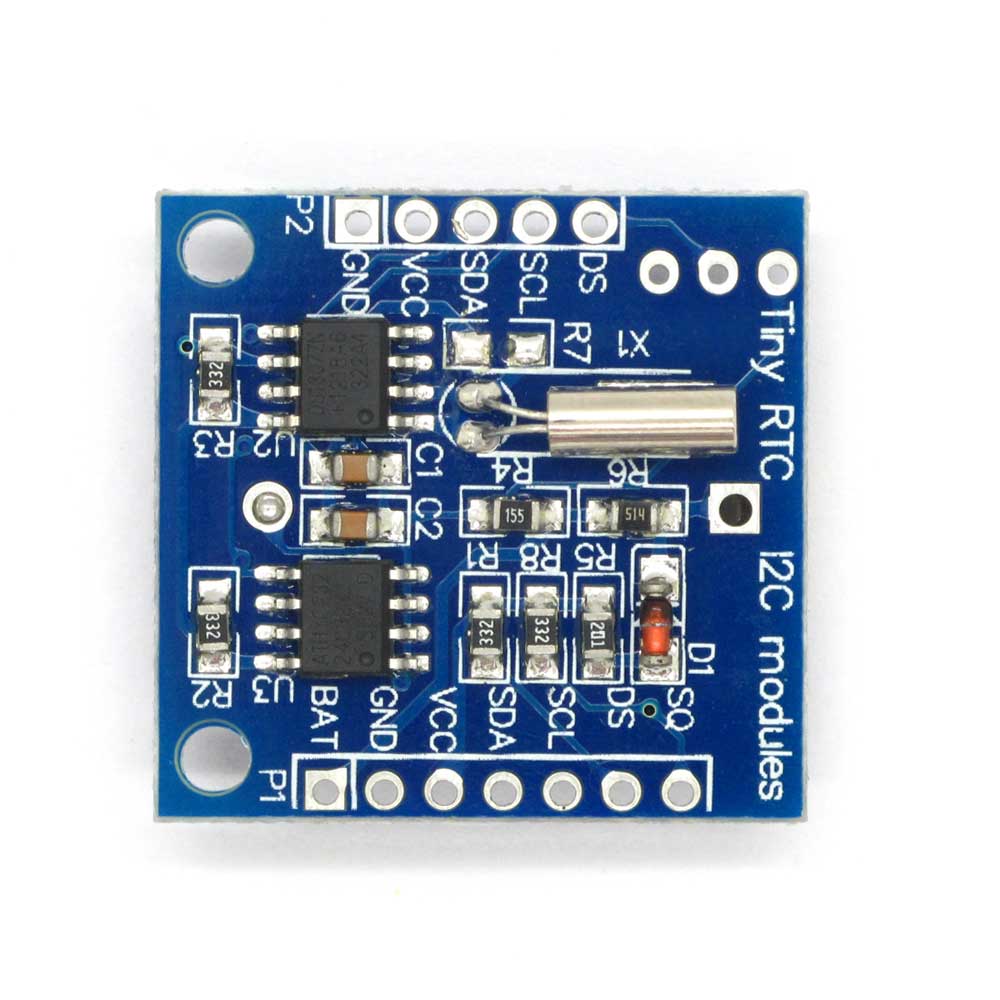 P2
GND
VCC
SDA
SCL
DS
Tiny RTC I2C modules
R7
X1
332
R3
U2
C1
R4
R6
C2
155
514
R1
R8
R5
332
R2
U3
332
332
201
D1
BAT
GND
VCC
SDA
SCL
DS
SQ
P1